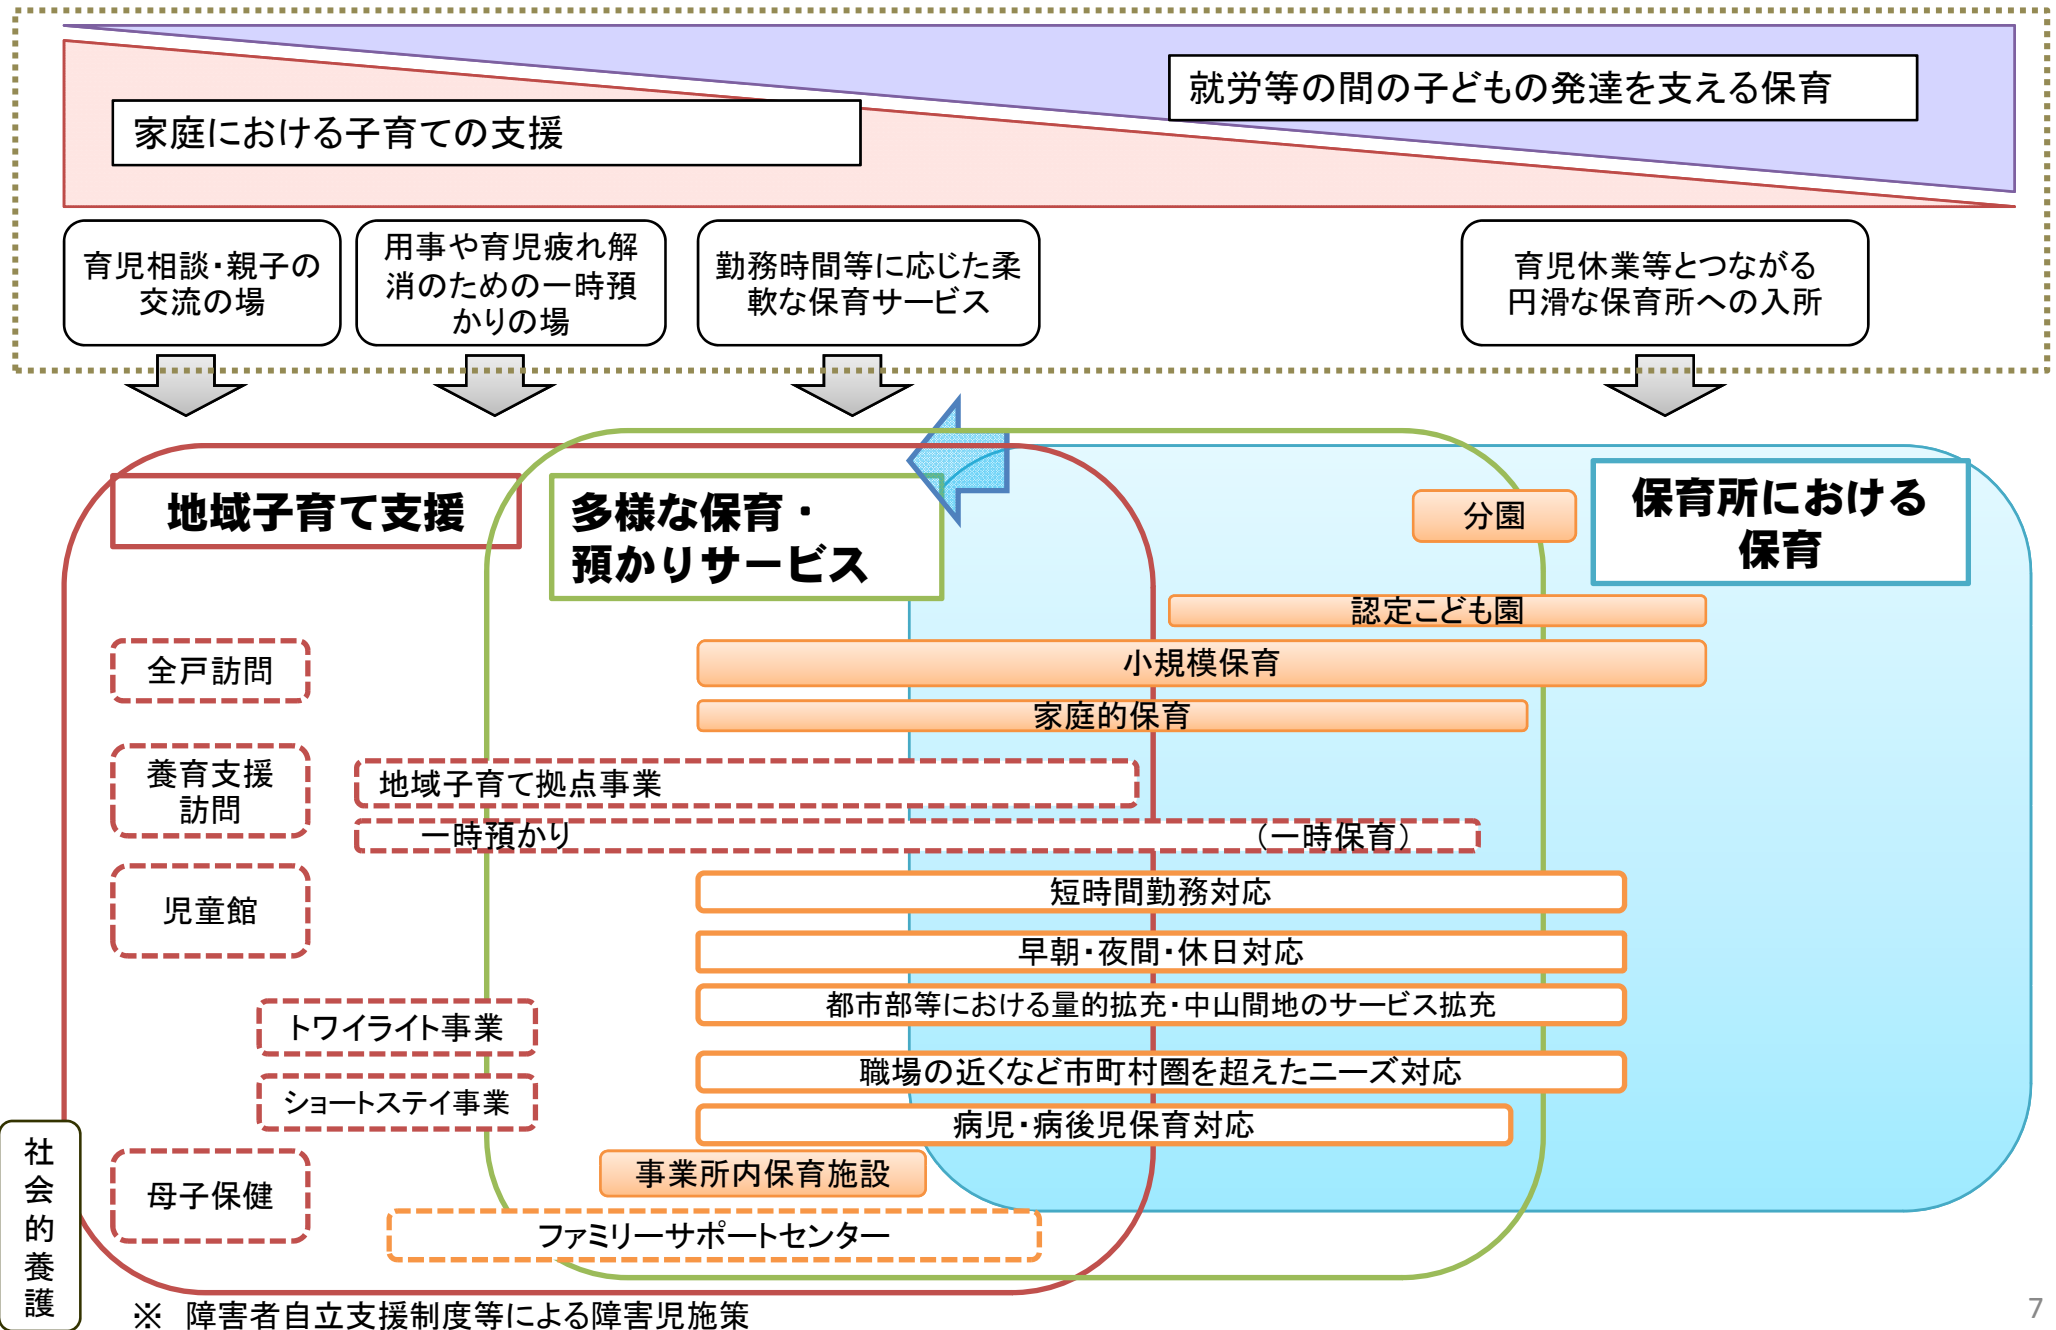 就労等の間の子どもの発達を支える保育
家庭における子育ての支援
育児相談・親子の
交流の場
用事や育児疲れ解
消のための一時預
かりの場
勤務時間等に応じた柔
軟な保育サービス
育児休業等とつながる
円滑な保育所への入所
地域子育て支援
多様な保育・
預かりサービス
保育所における
保育
分園
認定こども園
小規模保育
家庭的保育
全戸訪問
養育支援
訪問
地域子育て拠点事業
一時預かり
（一時保育）
児童館
短時間勤務対応
早朝・夜間・休日対応
都市部等における量的拡充・中山間地のサービス拡充
トワイライト事業
職場の近くなど市町村圏を超えたニーズ対応
ショートステイ事業
病児・病後児保育対応
事業所内保育施設
母子保健
ファミリーサポートセンター
社会的養護
※ 障害者自立支援制度等による障害児施策
7